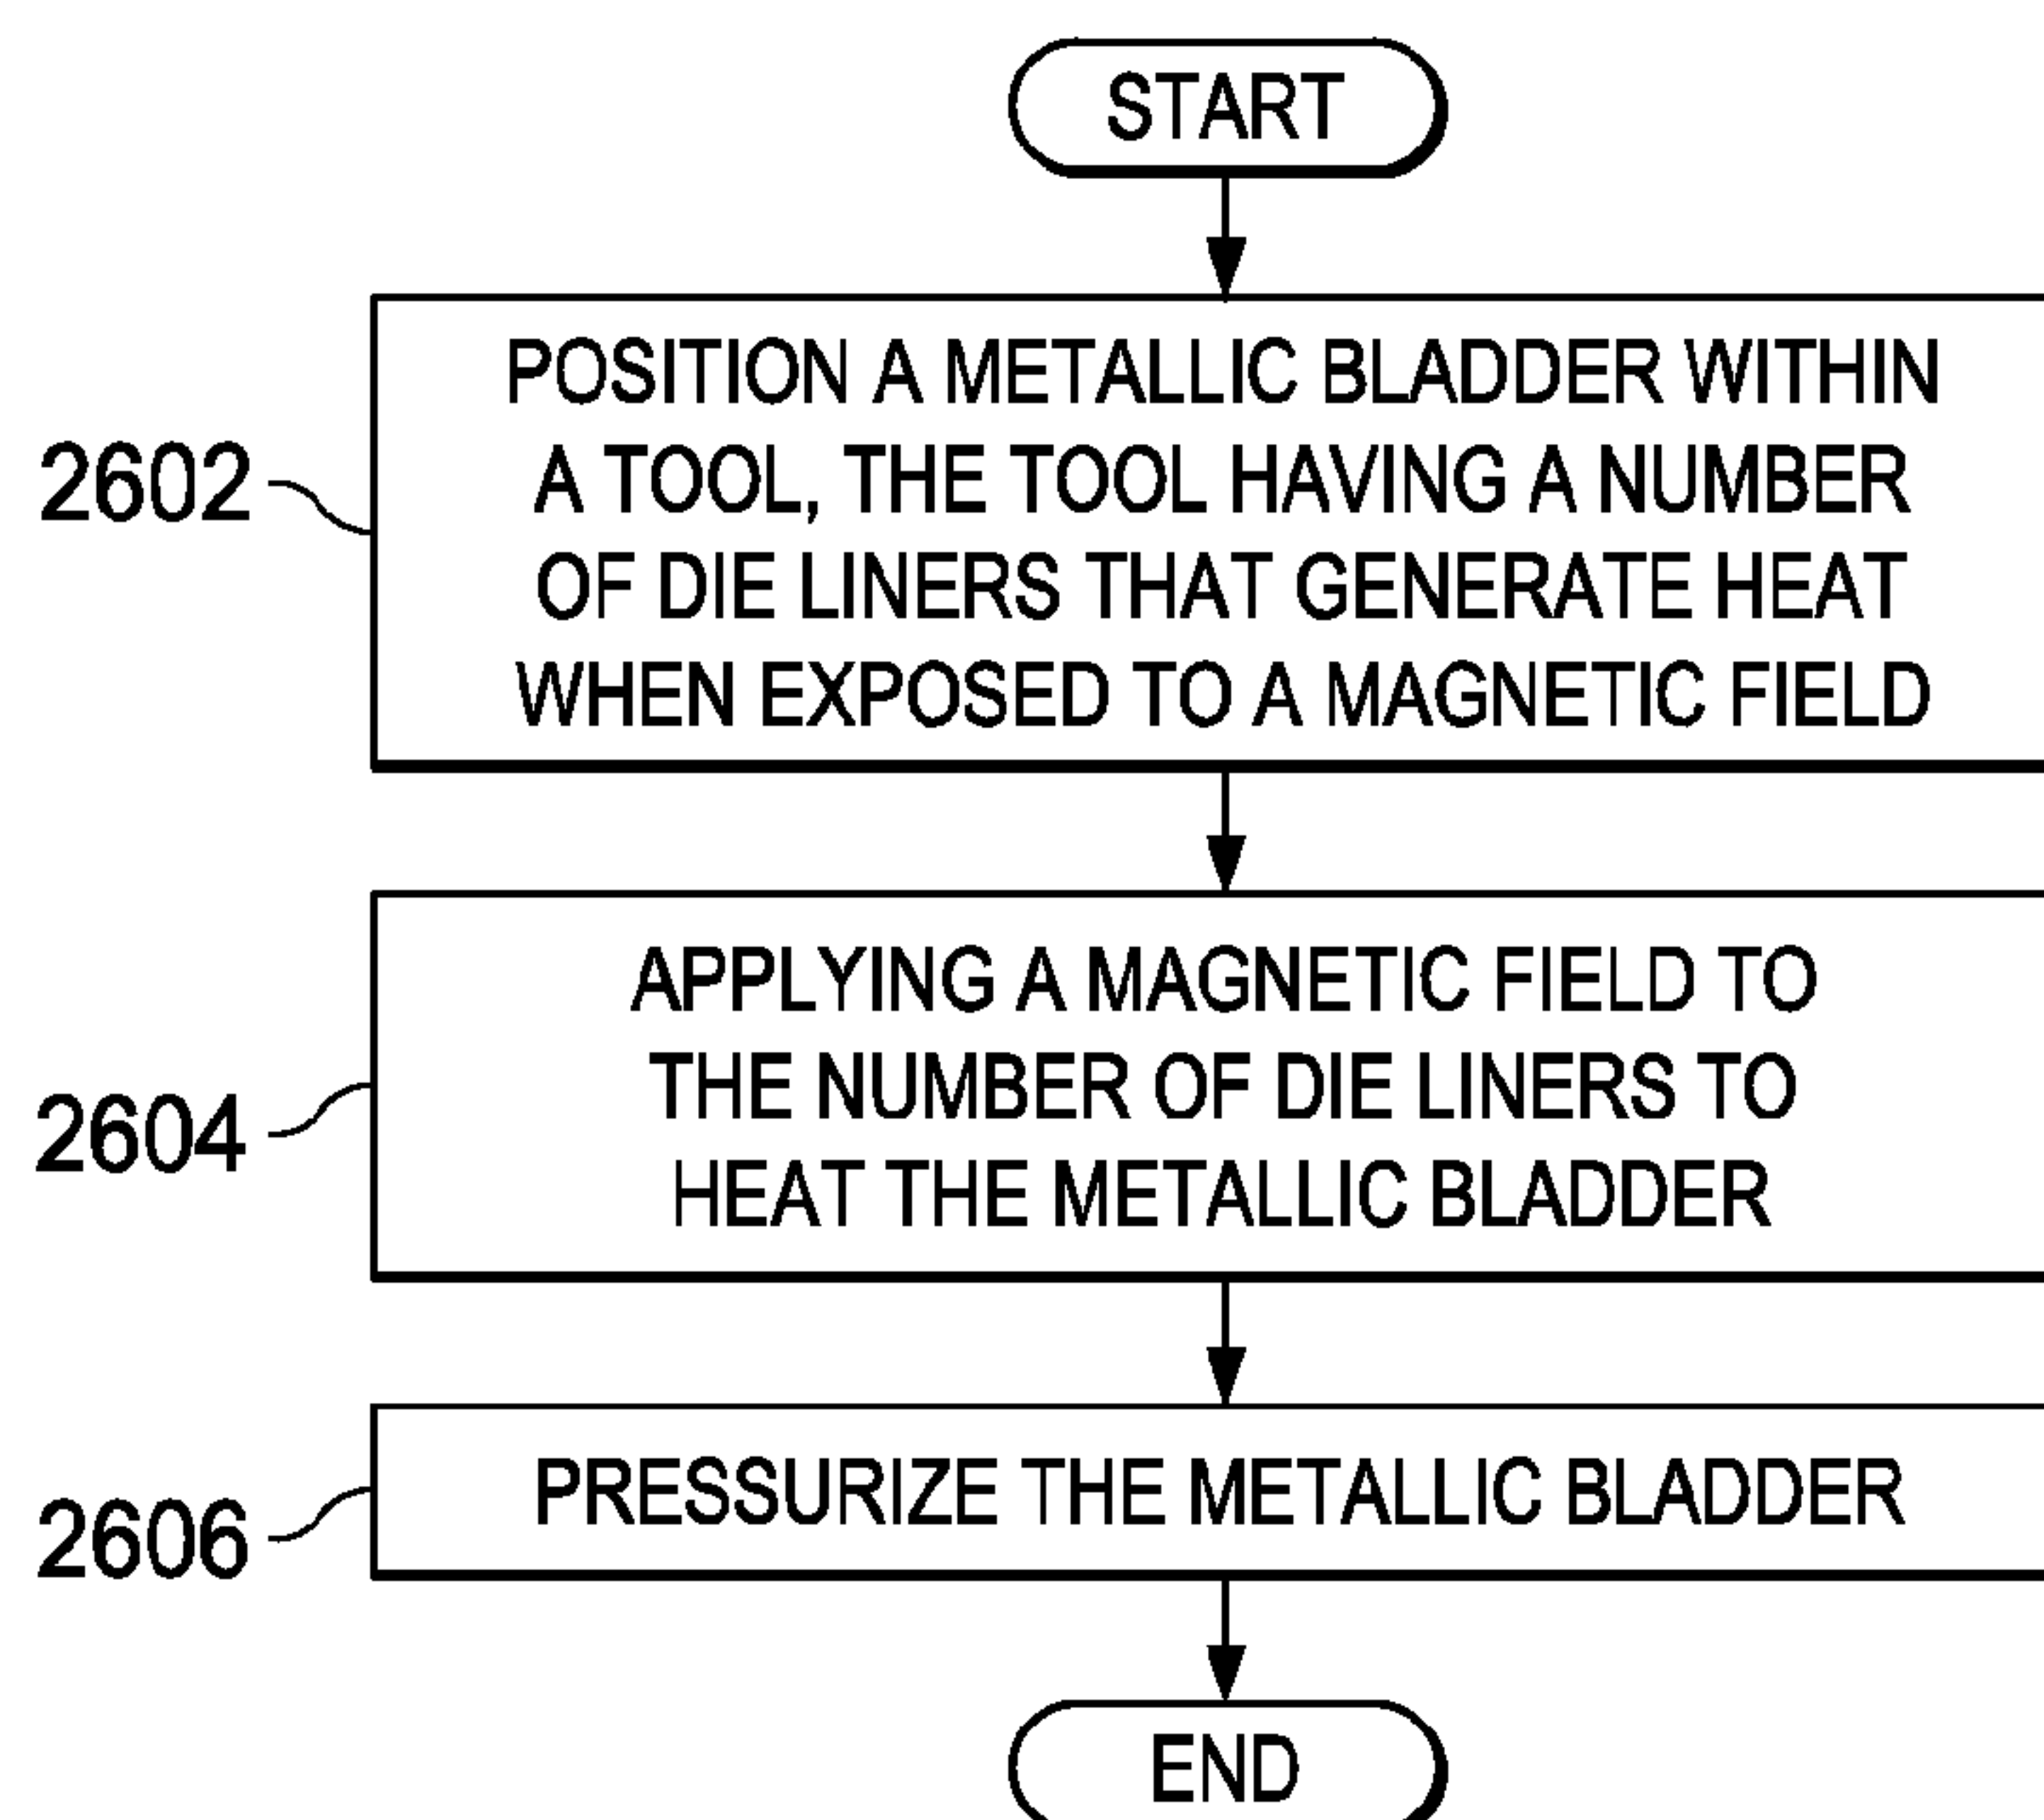 START
POSITION A METALLIC BLADDER WITHIN
A TOOL, THE TOOL HAVING A NUMBER
OF DIE LINERS THAT GENERATE HEAT
WHEN EXPOSED TO A MAGNETIC FIELD
2602
APPLYING A MAGNETIC FIELD TO
THE NUMBER OF DIE LINERS TO
HEAT THE METALLIC BLADDER
2604
PRESSURIZE THE METALLIC BLADDER
2606
END